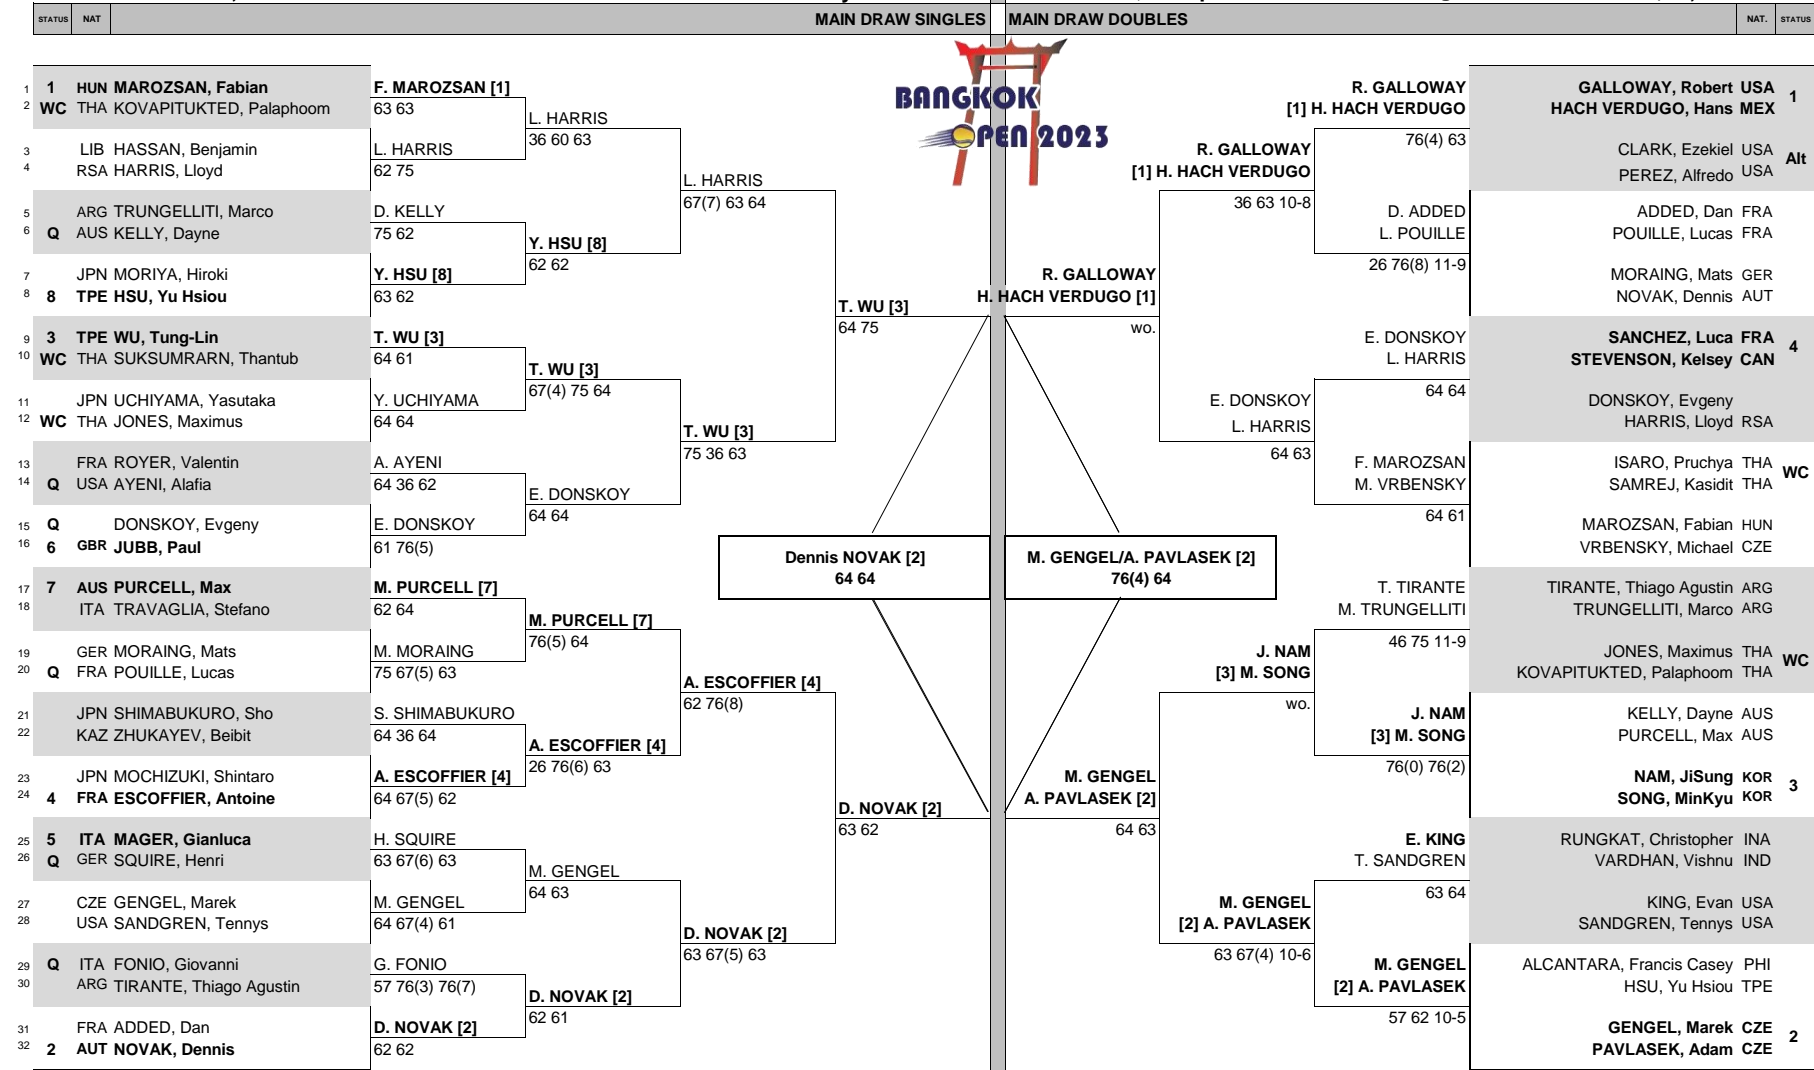 STATUS NAT MAIN DRAW SINGLES MAIN DRAW DOUBLES NAT. STATUS
BANGKOK
OPEN 2023
1 1 HUN MAROZSAN, Fabian
2 WC THA KOVAPITUKTED, Palaphoom
3 LIB HASSAN, Benjamin
4 RSA HARRIS, Lloyd
5 ARG TRUNGELLITI, Marco
6 Q AUS KELLY, Dayne
7 JPN MORIYA, Hiroki
8 8 TPE HSU, Yu Hsiou
9 3 TPE WU, Tung-Lin
10 WC THA SUKSUMRARN, Thantub
11 JPN UCHIYAMA, Yasutaka
12 WC THA JONES, Maximus
13 FRA ROYER, Valentin
14 Q USA AYENI, Alafia
15 Q DONSKOY, Evgeny
16 6 GBR JUBB, Paul
17 7 AUS PURCELL, Max
18 ITA TRAVAGLIA, Stefano
19 GER MORAING, Mats
20 Q FRA POUILLE, Lucas
21 JPN SHIMABUKURO, Sho
22 KAZ ZHUKAYEV, Beibit
23 JPN MOCHIZUKI, Shintaro
24 4 FRA ESCOFFIER, Antoine
25 5 ITA MAGER, Gianluca
26 Q GER SQUIRE, Henri
27 CZE GENGEL, Marek
28 USA SANDGREN, Tennys
29 Q ITA FONIO, Giovanni
30 ARG TIRANTE, Thiago Agustin
31 FRA ADDED, Dan
32 2 AUT NOVAK, Dennis
F. MAROZSAN [1]
63 63
L. HARRIS
62 75
D. KELLY
75 62
Y. HSU [8]
63 62
T. WU [3]
64 61
Y. UCHIYAMA
64 64
A. AYENI
64 36 62
E. DONSKOY
61 76(5)
M. PURCELL [7]
62 64
M. MORAING
75 67(5) 63
S. SHIMABUKURO
64 36 64
A. ESCOFFIER [4]
64 67(5) 62
H. SQUIRE
63 67(6) 63
M. GENGEL
64 67(4) 61
G. FONIO
57 76(3) 76(7)
D. NOVAK [2]
62 62
L. HARRIS
36 60 63
Y. HSU [8]
62 62
T. WU [3]
67(4) 75 64
E. DONSKOY
64 64
M. PURCELL [7]
76(5) 64
A. ESCOFFIER [4]
26 76(6) 63
M. GENGEL
64 63
D. NOVAK [2]
62 61
L. HARRIS
67(7) 63 64
T. WU [3]
75 36 63
A. ESCOFFIER [4]
62 76(8)
D. NOVAK [2]
63 67(5) 63
T. WU [3]
64 75
D. NOVAK [2]
63 62
Dennis NOVAK [2]
64 64
M. GENGEL/A. PAVLASEK [2]
76(4) 64
R. GALLOWAY
H. HACH VERDUGO [1]
wo.
M. GENGEL
A. PAVLASEK [2]
64 63
R. GALLOWAY
[1] H. HACH VERDUGO
36 63 10-8
E. DONSKOY
L. HARRIS
64 63
J. NAM
[3] M. SONG
wo.
M. GENGEL
[2] A. PAVLASEK
63 67(4) 10-6
R. GALLOWAY
[1] H. HACH VERDUGO
76(4) 63
D. ADDED
L. POUILLE
26 76(8) 11-9
E. DONSKOY
L. HARRIS
64 64
F. MAROZSAN
M. VRBENSKY
64 61
T. TIRANTE
M. TRUNGELLITI
46 75 11-9
J. NAM
[3] M. SONG
76(0) 76(2)
E. KING
T. SANDGREN
63 64
M. GENGEL
[2] A. PAVLASEK
57 62 10-5
GALLOWAY, Robert USA
1
HACH VERDUGO, Hans MEX
CLARK, Ezekiel USA
Alt
PEREZ, Alfredo USA
ADDED, Dan FRA
POUILLE, Lucas FRA
MORAING, Mats GER
NOVAK, Dennis AUT
SANCHEZ, Luca FRA
4
STEVENSON, Kelsey CAN
DONSKOY, Evgeny
HARRIS, Lloyd RSA
ISARO, Pruchya THA
WC
SAMREJ, Kasidit THA
MAROZSAN, Fabian HUN
VRBENSKY, Michael CZE
TIRANTE, Thiago Agustin ARG
TRUNGELLITI, Marco ARG
JONES, Maximus THA
WC
KOVAPITUKTED, Palaphoom THA
KELLY, Dayne AUS
PURCELL, Max AUS
NAM, JiSung KOR
3
SONG, MinKyu KOR
RUNGKAT, Christopher INA
VARDHAN, Vishnu IND
KING, Evan USA
SANDGREN, Tennys USA
ALCANTARA, Francis Casey PHI
HSU, Yu Hsiou TPE
GENGEL, Marek CZE
2
PAVLASEK, Adam CZE